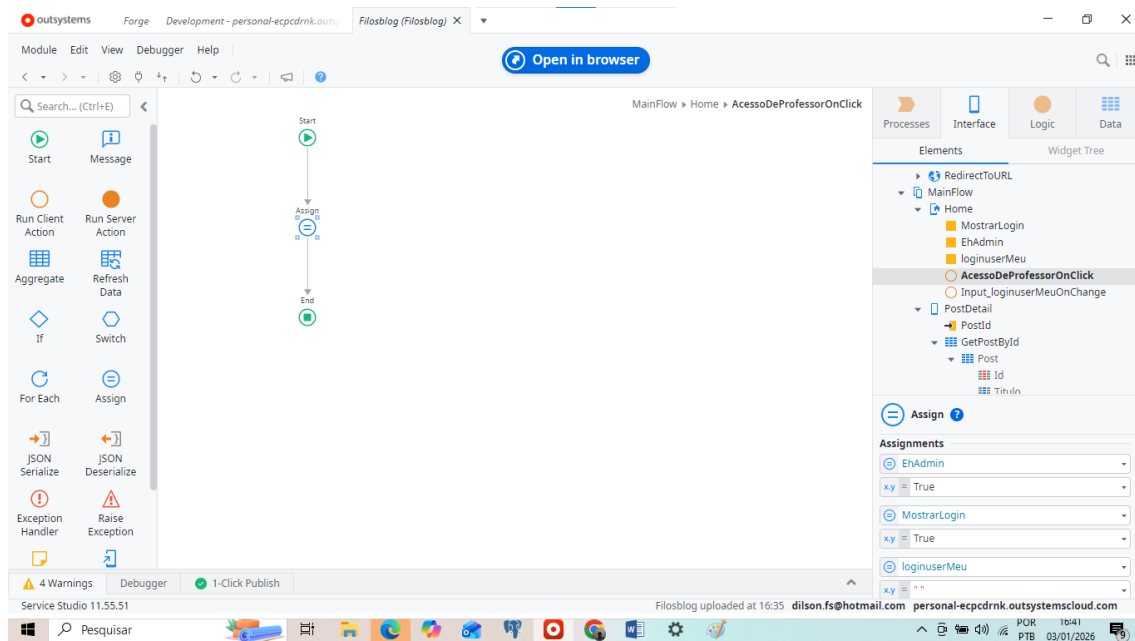 outsystems Forge Development - personal-ecpcdrnk.outsy Filosblog (Filosblog)
Module Edit View Debugger Help
Open in browser
Search... (Ctrl+E)
MainFlow Home AcessoDeProfessorOnClick
Start
Message
Run Client Action
Run Server Action
Aggregate
Refresh Data
If
Switch
For Each
Assign
JSON Serialize
JSON Deserialize
Exception Handler
Raise Exception
Start
Assign
End
Processes Interface Logic Data
Elements Widget Tree
RedirectToURL
MainFlow
Home
MostrarLogin
EhAdmin
loginuserMeu
AcessoDeProfessorOnClick
Input_loginuserMeuOnChange
PostDetail
PostId
GetPostById
Post
Id
Titulo
Assign
Assignments
EhAdmin
x.y = True
MostrarLogin
x.y = True
loginuserMeu
x.y = " "
4 Warnings Debugger 1-Click Publish
Service Studio 11.55.51 Filosblog uploaded at 16:35 dilson.fs@hotmail.com personal-ecpcdrnk.outsystemscloud.com
Pesquisar
POR 16:41
PTB 03/01/2026